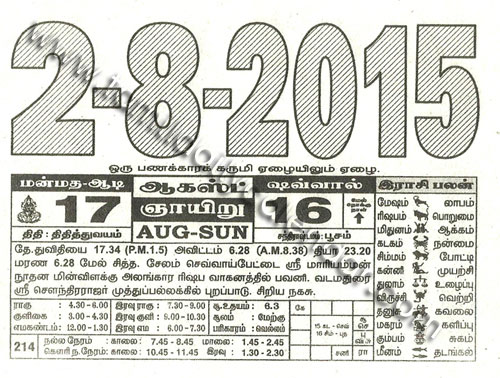 2-8-2015
ஒரு பணக்காரக் கருமி ஏழையிலும் ஏழை.
மன்மத-ஆடி
17
திதி : திதித்துவயம்
ஆகஸ்ட்
ஞாயிறு
AUG-SUN
ஷவ்வால்
16
சந்திராஷ்டமம் : பூசம்
தே.துவிதியை 17.34 (P.M.1.5) அவிட்டம் 6.28 (A.M.8.38) தியா 23.20
மரண 6.28 மேல் சித்த. சேலம் செவ்வாய்பேட்டை ஸ்ரீ மாரியம்மன்
நூதன மின்விளக்கு அலங்கார ரிஷப வாகனத்தில் பவனி. வடமதுரை
ஸ்ரீ சௌந்திரராஜர் முத்துப்பல்லக்கில் புறப்பாடு. சிறிய நகசு.
ராகு : 4.30 - 6.00
குளிகை : 3.00 - 4.30
எமகண்டம் : 12.00 - 1.30
இரவு ராகு : 7.30 - 9.00
இரவு குளிகை : 9.00 - 10.30
இரவு எமன் : 6.00 - 7.30
சூ.உதயம் : 6.3
சூலம் : மேற்கு
பரிகாரம் : வெல்லம்
214
நல்ல நேரம் : காலை : 7.45 - 8.45 மாலை : 1.45 - 2.45
கௌரி ந.நேரம் : காலை : 10.45 - 11.45 இரவு : 1.30 - 2.30
கே
சனி
ரா
இராசி பலன்
மேஷம் லாபம்
ரிஷபம் பொறுமை
மிதுனம் ஆக்கம்
கடகம் நன்மை
சிம்மம் போட்டி
கன்னி முயற்சி
துலாம் உழைப்பு
விருச்சி வெற்றி
தனுசு கவலை
மகரம் களிப்பு
கும்பம் சுகம்
மீனம் தடங்கல்